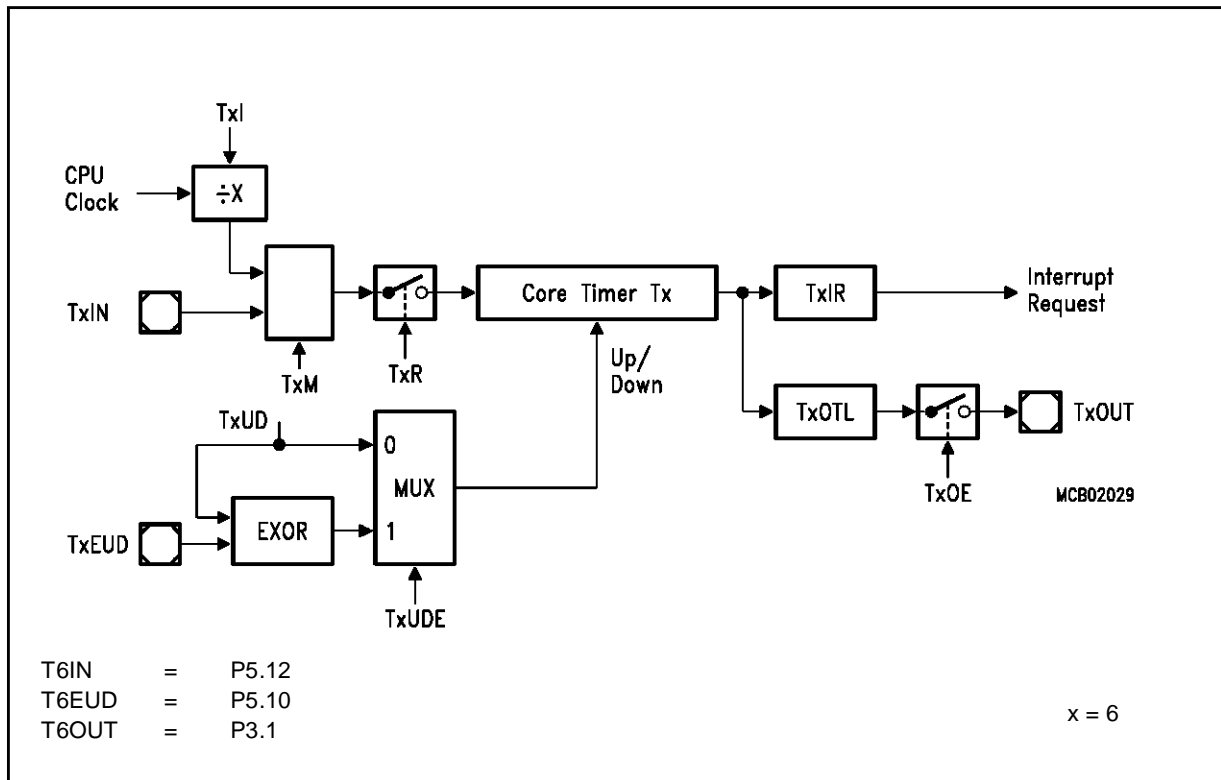 TxI
CPU
Clock
÷X
TxIN
TxM
TxR
Core Timer Tx
TxIR
Interrupt
Request
Up/
Down
TxOTL
TxOUT
TxOE
MCB02029
TxUD
0
MUX
1
EXOR
TxEUD
TxUDE
T6IN = P5.12
T6EUD = P5.10
T6OUT = P3.1
x = 6